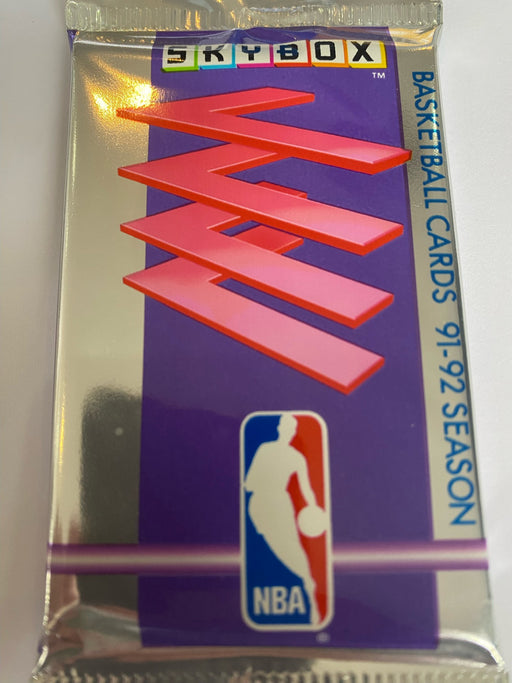 SKYBOX
TM
BASKETBALL CARDS 91-92 SEASON
NBA
®